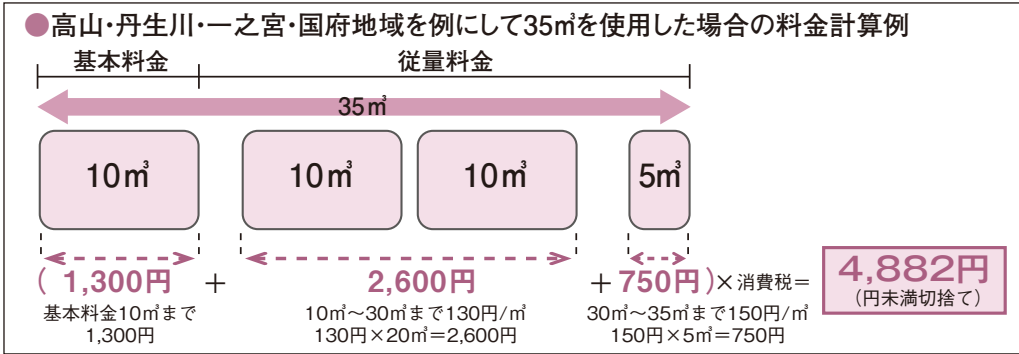 ●高山・丹生川・一之宮・国府地域を例にして35㎥を使用した場合の料金計算例
基本料金 従量料金
35㎥
10㎥ 10㎥ 10㎥ 5㎥
( 1,300円 + 2,600円 + 750円 ) × 消費税= 4,882円
(円未満切捨て)
基本料金10㎥まで 10㎥～30㎥まで130円/㎥ 30㎥～35㎥まで150円/㎥
1,300円 130円×20㎥=2,600円 150円×5㎥=750円